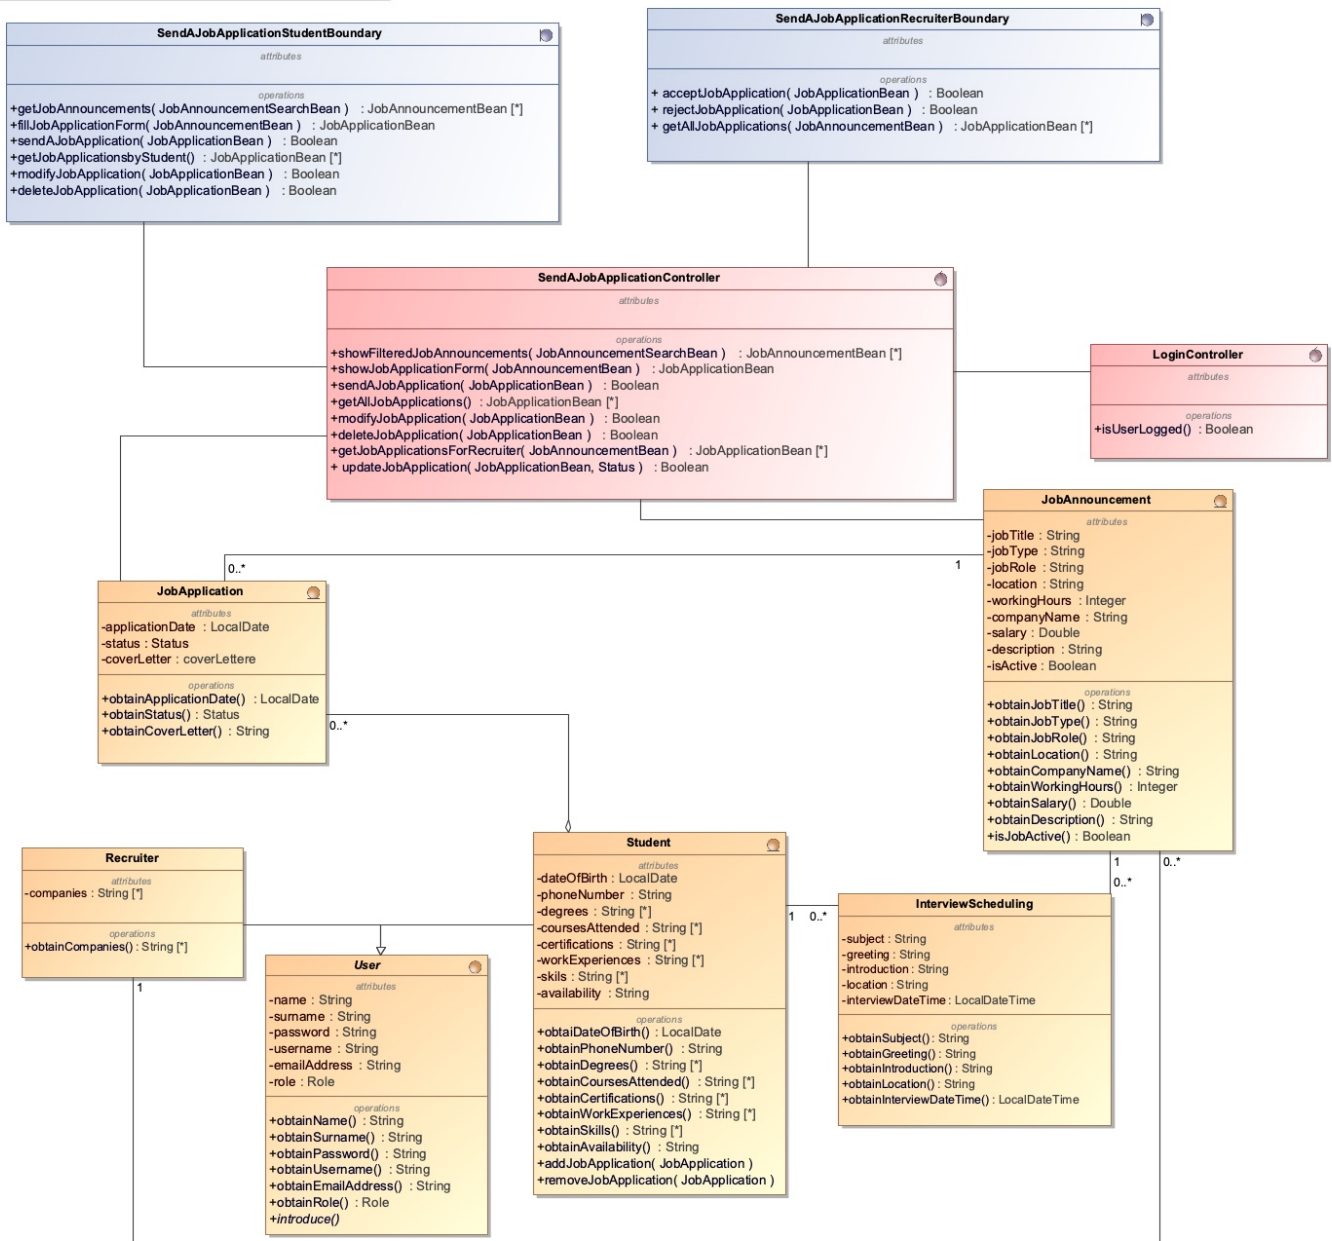 SendAJobApplicationStudentBoundary
attributes
operations
+getJobAnnouncements( JobAnnouncementSearchBean ) : JobAnnouncementBean [*]
+fillJobApplicationForm( JobAnnouncementBean ) : JobApplicationBean
+sendAJobApplication( JobApplicationBean ) : Boolean
+getJobApplicationsbyStudent() : JobApplicationBean [*]
+modifyJobApplication( JobApplicationBean ) : Boolean
+deleteJobApplication( JobApplicationBean ) : Boolean
SendAJobApplicationRecruiterBoundary
attributes
operations
+ acceptJobApplication( JobApplicationBean ) : Boolean
+ rejectJobApplication( JobApplicationBean ) : Boolean
+ getAllJobApplications( JobAnnouncementBean ) : JobApplicationBean [*]
SendAJobApplicationController
attributes
operations
+showFilteredJobAnnouncements( JobAnnouncementSearchBean ) : JobAnnouncementBean [*]
+showJobApplicationForm( JobAnnouncementBean ) : JobApplicationBean
+sendAJobApplication( JobApplicationBean ) : Boolean
+getAllJobApplications() : JobApplicationBean [*]
+modifyJobApplication( JobApplicationBean ) : Boolean
+deleteJobApplication( JobApplicationBean ) : Boolean
+getJobApplicationsForRecruiter( JobAnnouncementBean ) : JobApplicationBean [*]
+ updateJobApplication( JobApplicationBean, Status ) : Boolean
LoginController
attributes
operations
+isUserLogged() : Boolean
JobAnnouncement
attributes
-jobTitle : String
-jobType : String
-jobRole : String
-location : String
-workingHours : Integer
-companyName : String
-salary : Double
-description : String
-isActive : Boolean
operations
+obtainJobTitle() : String
+obtainJobType() : String
+obtainJobRole() : String
+obtainLocation() : String
+obtainCompanyName() : String
+obtainWorkingHours() : Integer
+obtainSalary() : Double
+obtainDescription() : String
+isJobActive() : Boolean
0..*
1
JobApplication
attributes
-applicationDate : LocalDate
-status : Status
-coverLetter : coverLettere
operations
+obtainApplicationDate() : LocalDate
+obtainStatus() : Status
+obtainCoverLetter() : String
0..*
1
0..*
0..*
Recruiter
attributes
-companies : String [*]
operations
+obtainCompanies() : String [*]
1
User
attributes
-name : String
-surname : String
-password : String
-username : String
-emailAddress : String
-role : Role
operations
+obtainName() : String
+obtainSurname() : String
+obtainPassword() : String
+obtainUsername() : String
+obtainEmailAddress() : String
+obtainRole() : Role
+introduce()
Student
attributes
-dateOfBirth : LocalDate
-phoneNumber : String
-degrees : String [*]
-coursesAttended : String [*]
-certifications : String [*]
-workExperiences : String [*]
-skils : String [*]
-availability : String
operations
+obtaiDateOfBirth() : LocalDate
+obtainPhoneNumber() : String
+obtainDegrees() : String [*]
+obtainCoursesAttended() : String [*]
+obtainCertifications() : String [*]
+obtainWorkExperiences() : String [*]
+obtainSkills() : String [*]
+obtainAvailability() : String
+addJobApplication( JobApplication )
+removeJobApplication( JobApplication )
1 0..*
InterviewScheduling
attributes
-subject : String
-greeting : String
-introduction : String
-location : String
-interviewDateTime : LocalDateTime
operations
+obtainSubject() : String
+obtainGreeting() : String
+obtainIntroduction() : String
+obtainLocation() : String
+obtainInterviewDateTime() : LocalDateTime